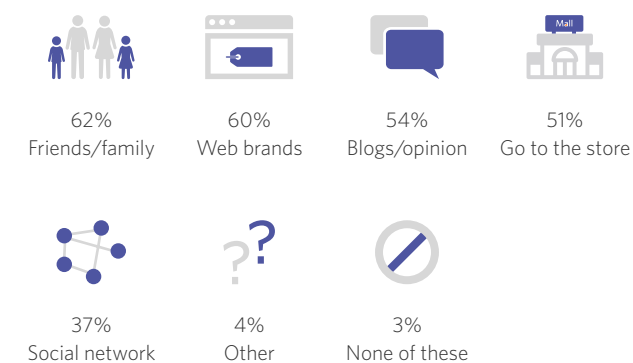 Mall
62%
Friends/family
60%
Web brands
54%
Blogs/opinion
51%
Go to the store
? ?
37%
Social network
4%
Other
3%
None of these